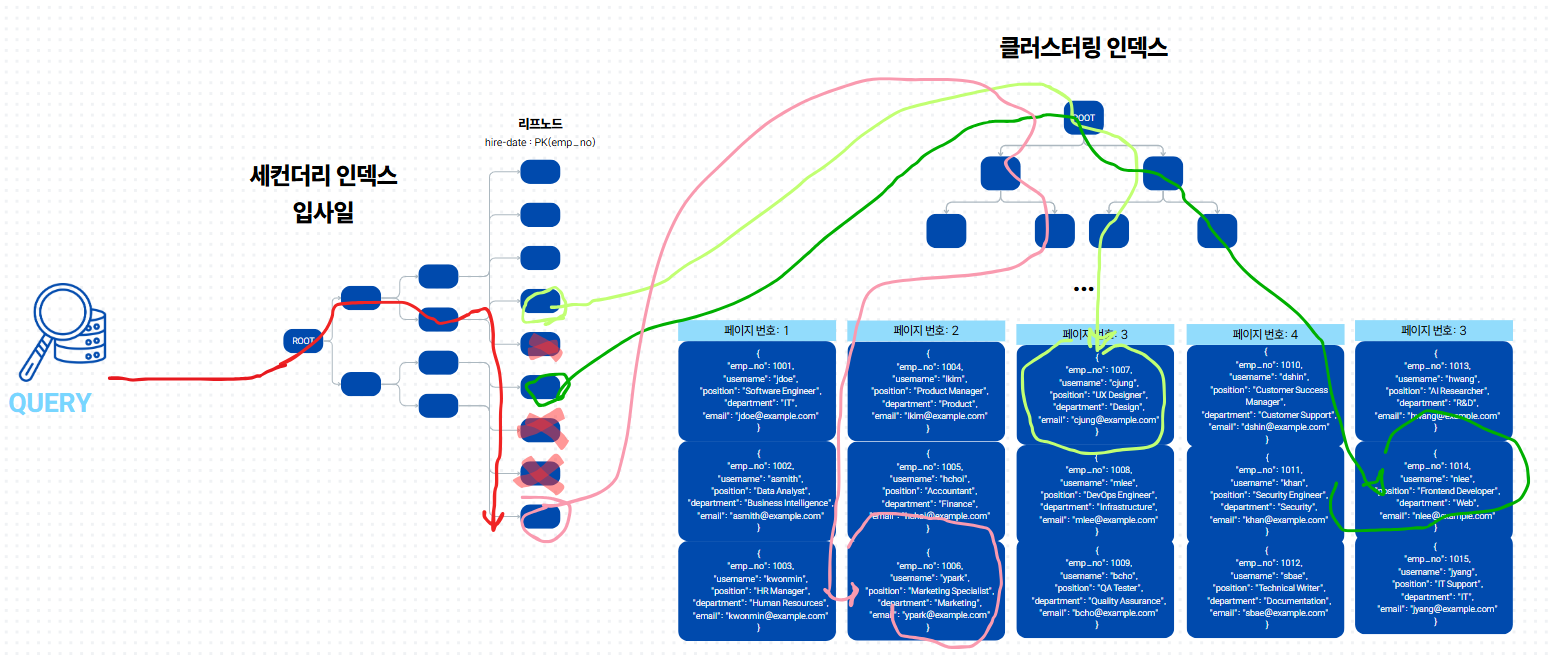 클러스터링 인덱스
ROOT
리프노드
hire-date : PK(emp_no)
세컨더리 인덱스
입사일
ROOT
QUERY
...
페이지 번호: 1
{
"emp_no": 1001,
"username": "jdoe",
"position": "Software Engineer",
"department": "IT",
"email": "jdoe@example.com"
}
{
"emp_no": 1002,
"username": "asmith",
"position": "Data Analyst",
"department": "Business Intelligence",
"email": "asmith@example.com"
}
{
"emp_no": 1003,
"username": "kwonmin",
"position": "HR Manager",
"department": "Human Resources",
"email": "kwonmin@example.com"
}
페이지 번호: 2
{
"emp_no": 1004,
"username": "lkim",
"position": "Product Manager",
"department": "Product",
"email": "lkim@example.com"
}
{
"emp_no": 1005,
"username": "hchoi",
"position": "Accountant",
"department": "Finance",
"email": "hchoi@example.com"
}
{
"emp_no": 1006,
"username": "ypark",
"position": "Marketing Specialist",
"department": "Marketing",
"email": "ypark@example.com"
}
페이지 번호: 3
{
"emp_no": 1007,
"username": "cjung",
"position": "UX Designer",
"department": "Design",
"email": "cjung@example.com"
}
{
"emp_no": 1008,
"username": "mlee",
"position": "DevOps Engineer",
"department": "Infrastructure",
"email": "mlee@example.com"
}
{
"emp_no": 1009,
"username": "bcho",
"position": "QA Tester",
"department": "Quality Assurance",
"email": "bcho@example.com"
}
페이지 번호: 4
{
"emp_no": 1010,
"username": "dshin",
"position": "Customer Success
Manager",
"department": "Customer Support",
"email": "dshin@example.com"
}
{
"emp_no": 1011,
"username": "khan",
"position": "Security Engineer",
"department": "Security",
"email": "khan@example.com"
}
{
"emp_no": 1012,
"username": "sbae",
"position": "Technical Writer",
"department": "Documentation",
"email": "sbae@example.com"
}
페이지 번호: 3
{
"emp_no": 1013,
"username": "hwang",
"position": "AI Researcher",
"department": "R&D",
"email": "hwang@example.com"
}
{
"emp_no": 1014,
"username": "nlee",
"position": "Frontend Developer",
"department": "Web",
"email": "nlee@example.com"
}
{
"emp_no": 1015,
"username": "jyang",
"position": "IT Support",
"department": "IT",
"email": "jyang@example.com"
}